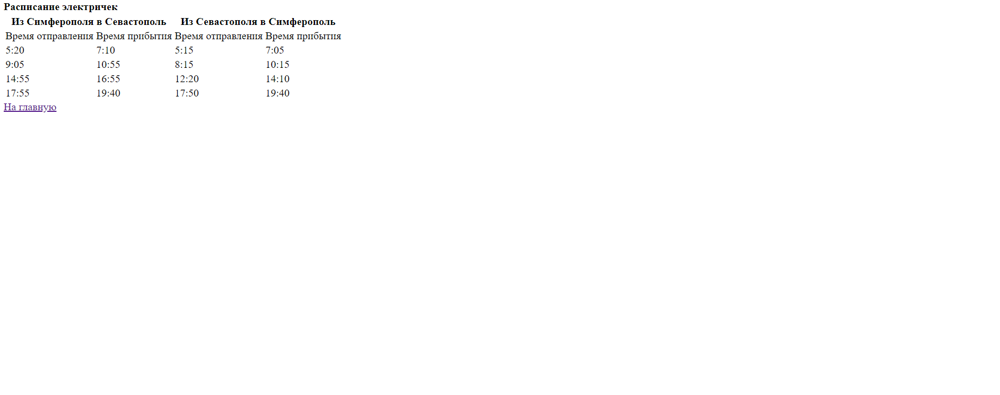 Расписание электричек
Из Симферополя в Севастополь Из Севастополя в Симферополь
Время отправления Время прибытия Время отправления Время прибытия
5:20 7:10 5:15 7:05
9:05 10:55 8:15 10:15
14:55 16:55 12:20 14:10
17:55 19:40 17:50 19:40
На главную